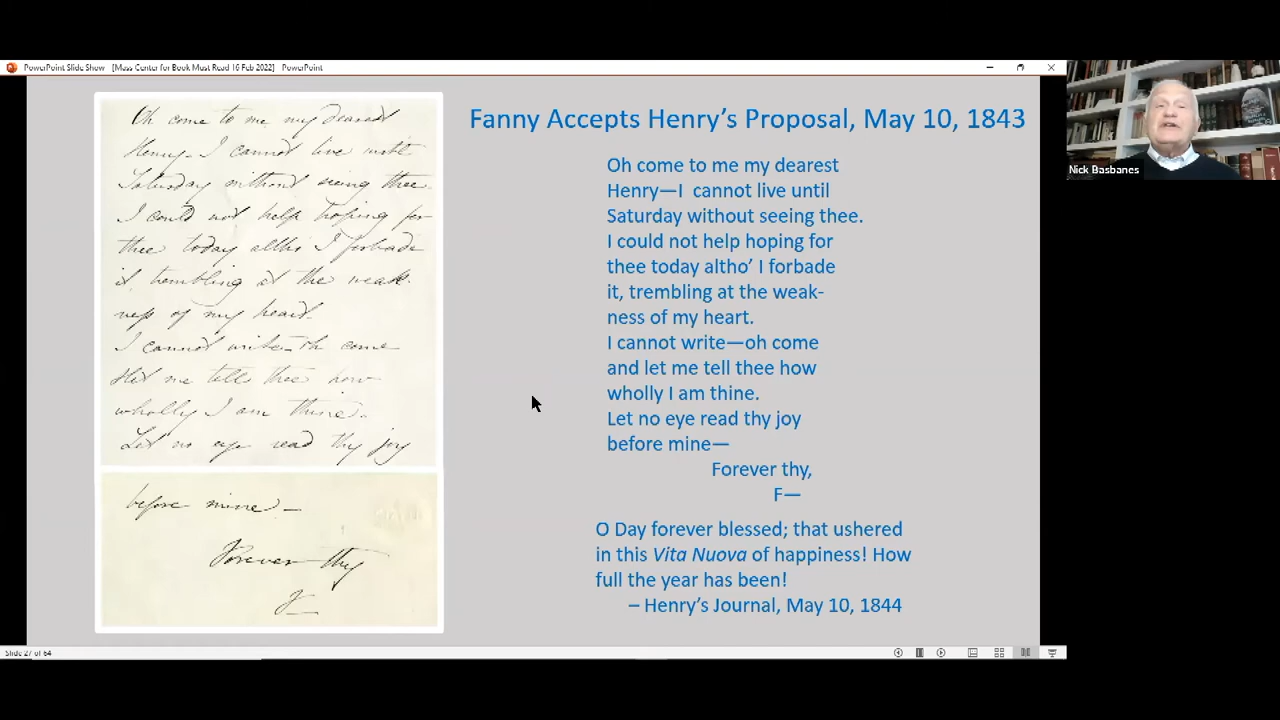 PowerPoint Slide Show - [Mass Center for Book Must Read 16 Feb 2022] - PowerPoint
Oh come to me my dearest
Henry—I cannot live until
Saturday without seeing thee.
I could not help hoping for
thee today altho' I forbade
it, trembling at the weak-
ness of my heart.
I cannot write—oh come
& let me tell thee how
wholly I am thine.
Let no eye read thy joy
before mine—
Forever thy
F—
Fanny Accepts Henry's Proposal, May 10, 1843
Oh come to me my dearest
Henry—I cannot live until
Saturday without seeing thee.
I could not help hoping for
thee today altho' I forbade
it, trembling at the weak-
ness of my heart.
I cannot write—oh come
and let me tell thee how
wholly I am thine.
Let no eye read thy joy
before mine—
Forever thy,
F—
O Day forever blessed; that ushered
in this Vita Nuova of happiness! How
full the year has been!
– Henry's Journal, May 10, 1844
Nick Basbanes
Slide 27 of 64